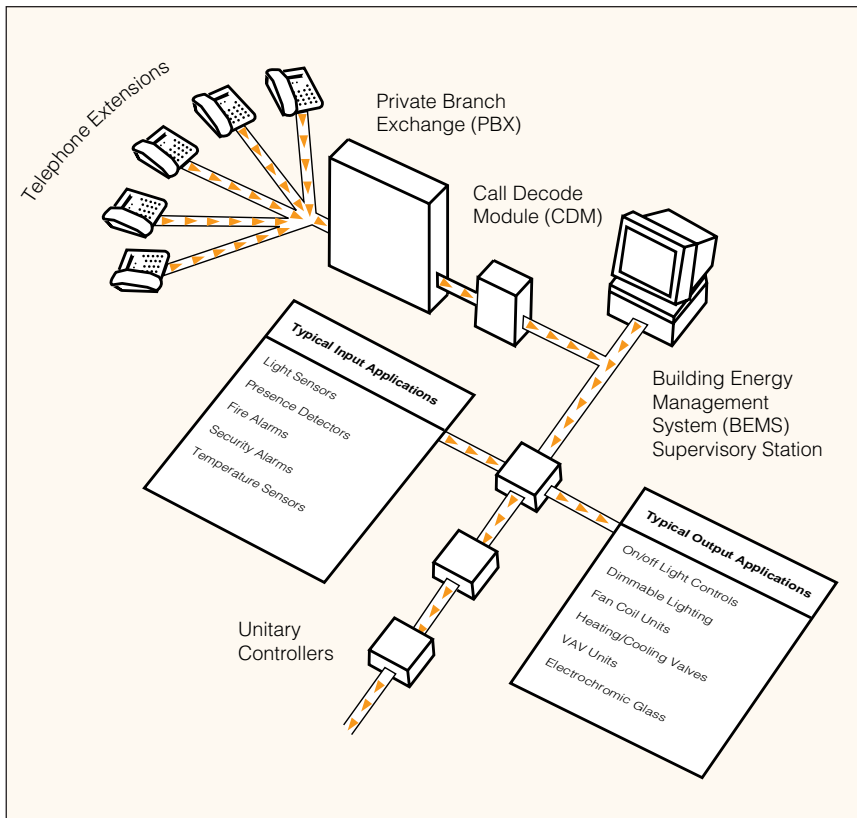 Telephone Extensions
Private Branch
Exchange (PBX)
Call Decode
Module (CDM)
Typical Input Applications
Light Sensors
Presence Detectors
Fire Alarms
Security Alarms
Temperature Sensors
Building Energy
Management
System (BEMS)
Supervisory Station
Typical Output Applications
On/off Light Controls
Dimmable Lighting
Fan Coil Units
Heating/Cooling Valves
VAV Units
Electrochromic Glass
Unitary
Controllers